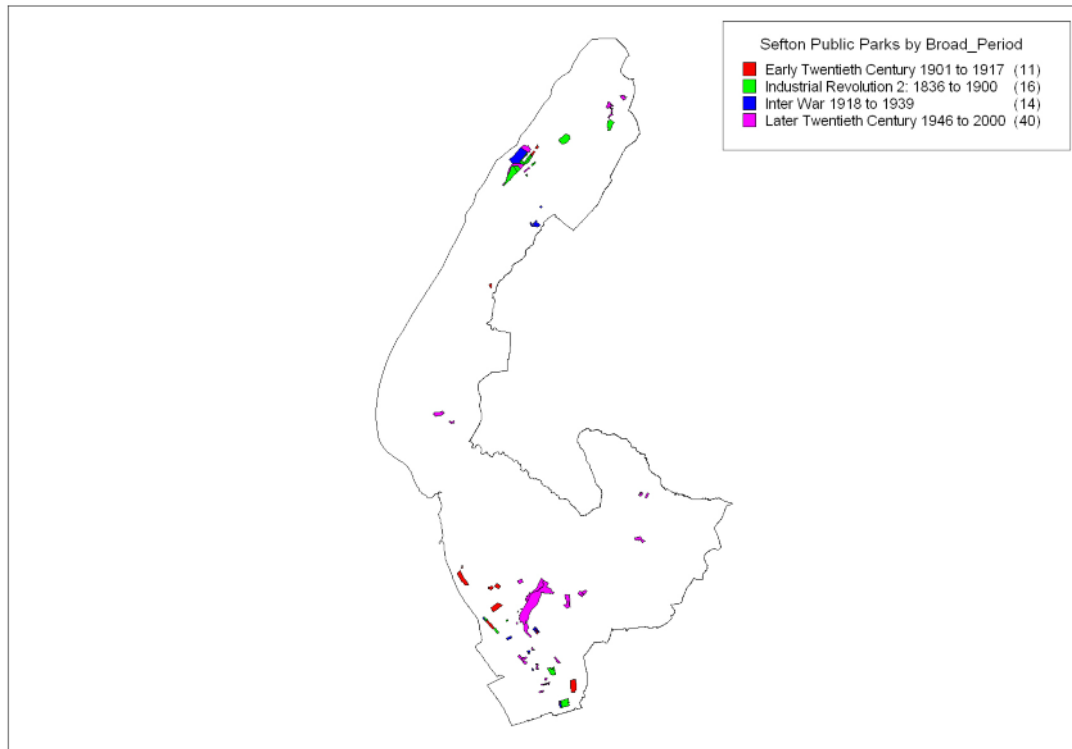 Sefton Public Parks by Broad_Period
Early Twentieth Century 1901 to 1917 (11)
Industrial Revolution 2: 1836 to 1900 (16)
Inter War 1918 to 1939 (14)
Later Twentieth Century 1946 to 2000 (40)